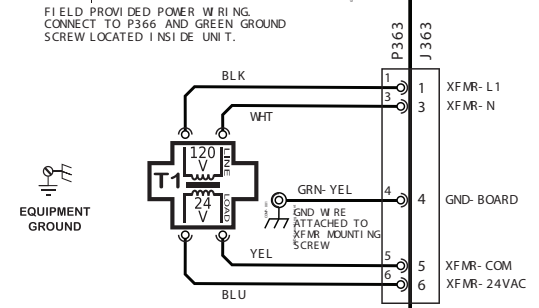 FIELD PROVIDED POWER WIRING.
CONNECT TO P366 AND GREEN GROUND
SCREW LOCATED INSIDE UNIT.
P363
J363
BLK
1
1
XFMR-L1
3
3
XFMR-N
WHT
120
V
LINE
T1
24
V
LOAD
EQUIPMENT
GROUND
GRN-YEL
4
4
GND-BOARD
GND WIRE
ATTACHED TO
XFMR MOUNTING
SCREW
YEL
5
5
XFMR-COM
6
6
XFMR-24VAC
BLU